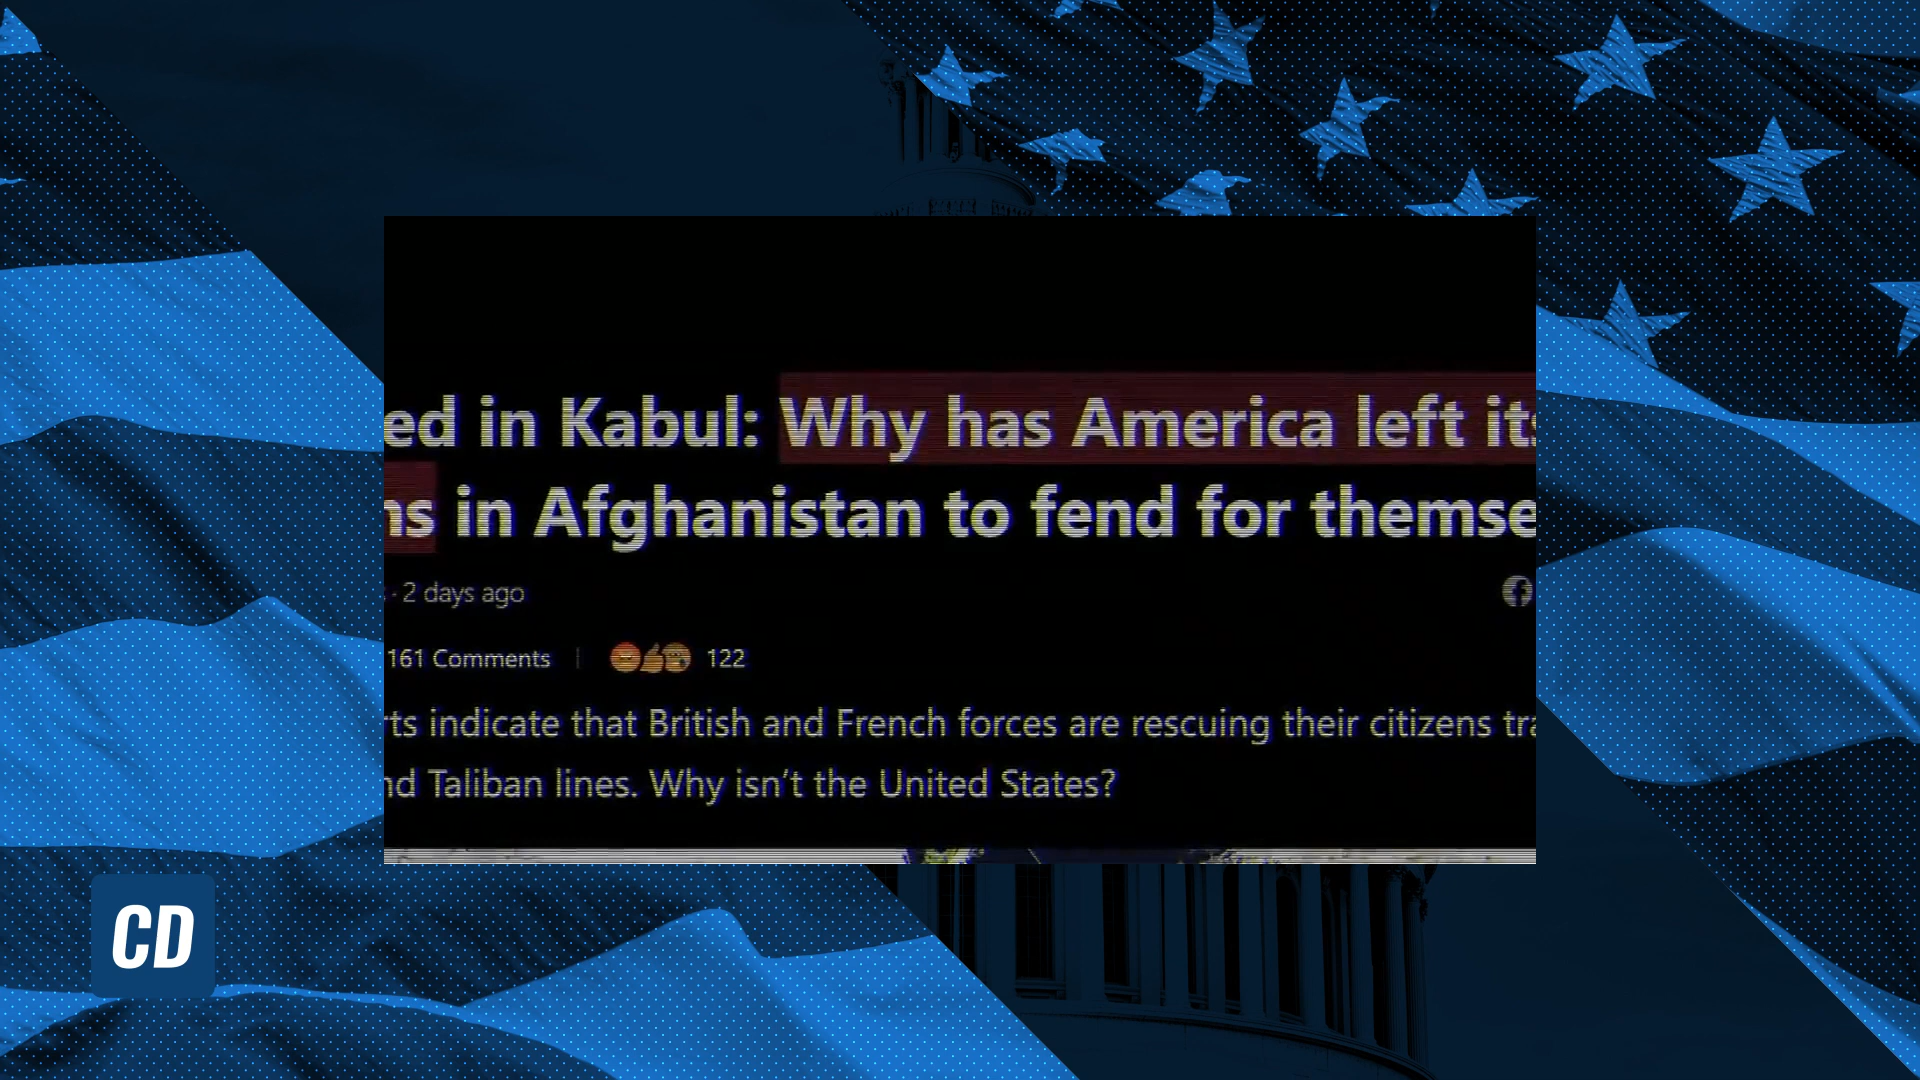 ed in Kabul: Why has America left its
ns in Afghanistan to fend for themse
· 2 days ago
161 Comments | 122
rts indicate that British and French forces are rescuing their citizens tra
nd Taliban lines. Why isn't the United States?
CD